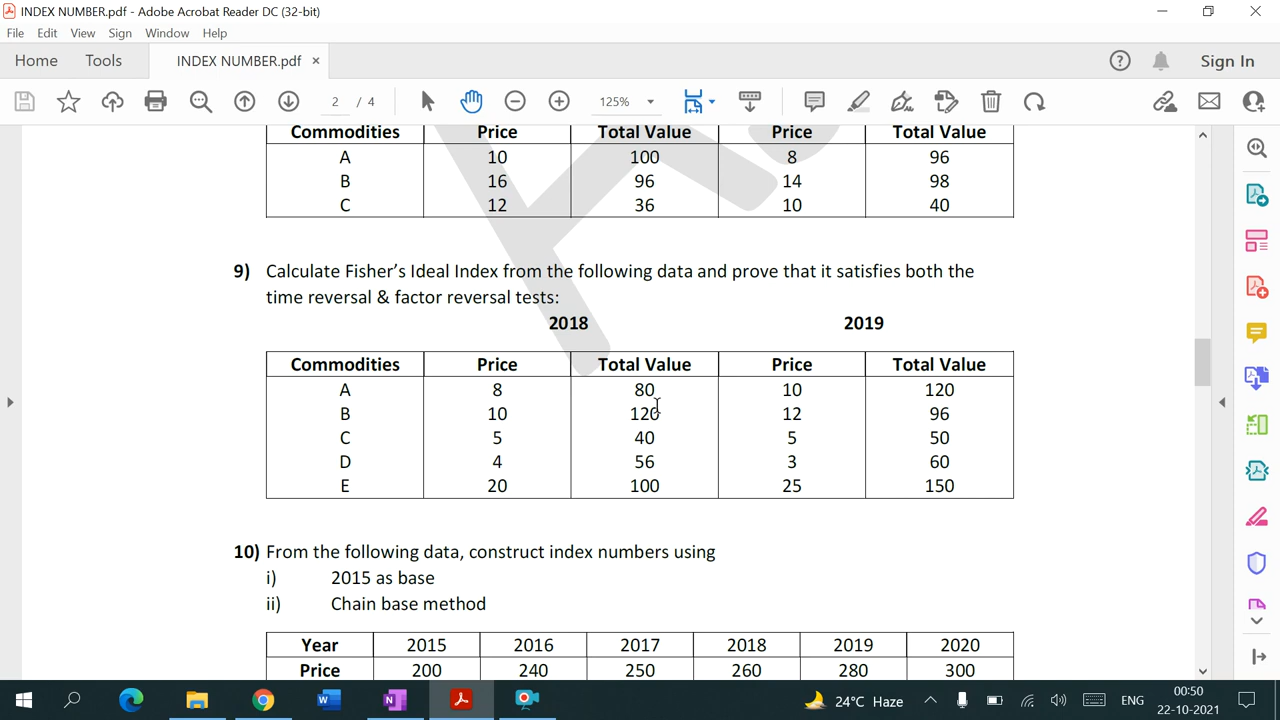 INDEX NUMBER.pdf - Adobe Acrobat Reader DC (32-bit)
File Edit View Sign Window Help
Home Tools INDEX NUMBER.pdf × Sign In
2 / 4 125%
Commodities Price Total Value Price Total Value
A 10 100 8 96
B 16 96 14 98
C 12 36 10 40
9) Calculate Fisher’s Ideal Index from the following data and prove that it satisfies both the
time reversal & factor reversal tests:
2018 2019
Commodities Price Total Value Price Total Value
A 8 80 10 120
B 10 120 12 96
C 5 40 5 50
D 4 56 3 60
E 20 100 25 150
10) From the following data, construct index numbers using
i) 2015 as base
ii) Chain base method
Year 2015 2016 2017 2018 2019 2020
Price 200 240 250 260 280 300
24°C Haze ENG 00:50
22-10-2021